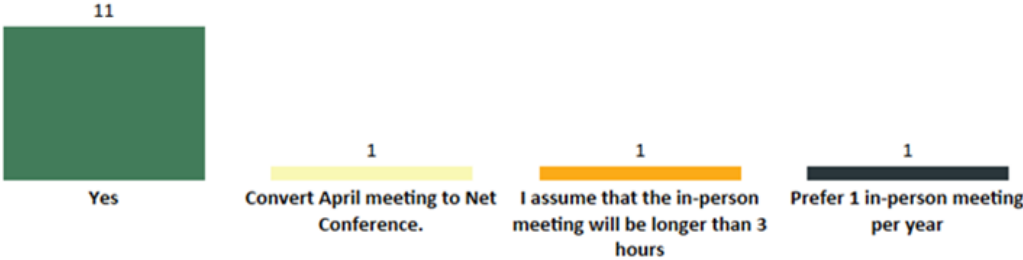 11
1
1
1
Yes
Convert April meeting to Net
Conference.
I assume that the in-person
meeting will be longer than 3
hours
Prefer 1 in-person meeting
per year